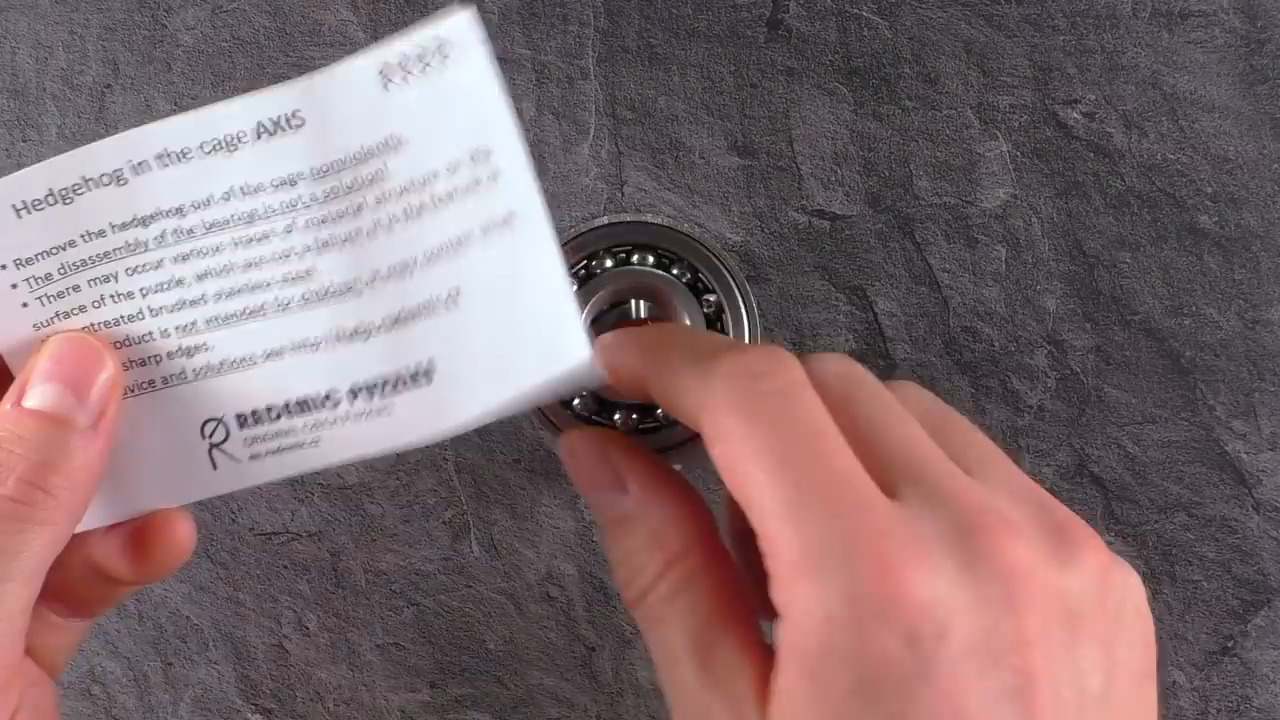 Hedgehog in the cage AXIS
* Remove the hedgehog out of the cage nonviolently.
* The disassembly of the bearing is not a solution!
* There may occur various traces of material structure on the
surface of the puzzle, which are not a failure, it is the feature of
untreated brushed stainless steel.
product is not intended for children. It may contain small
sharp edges.
advice and solutions see
RADEMIC PUZZLES